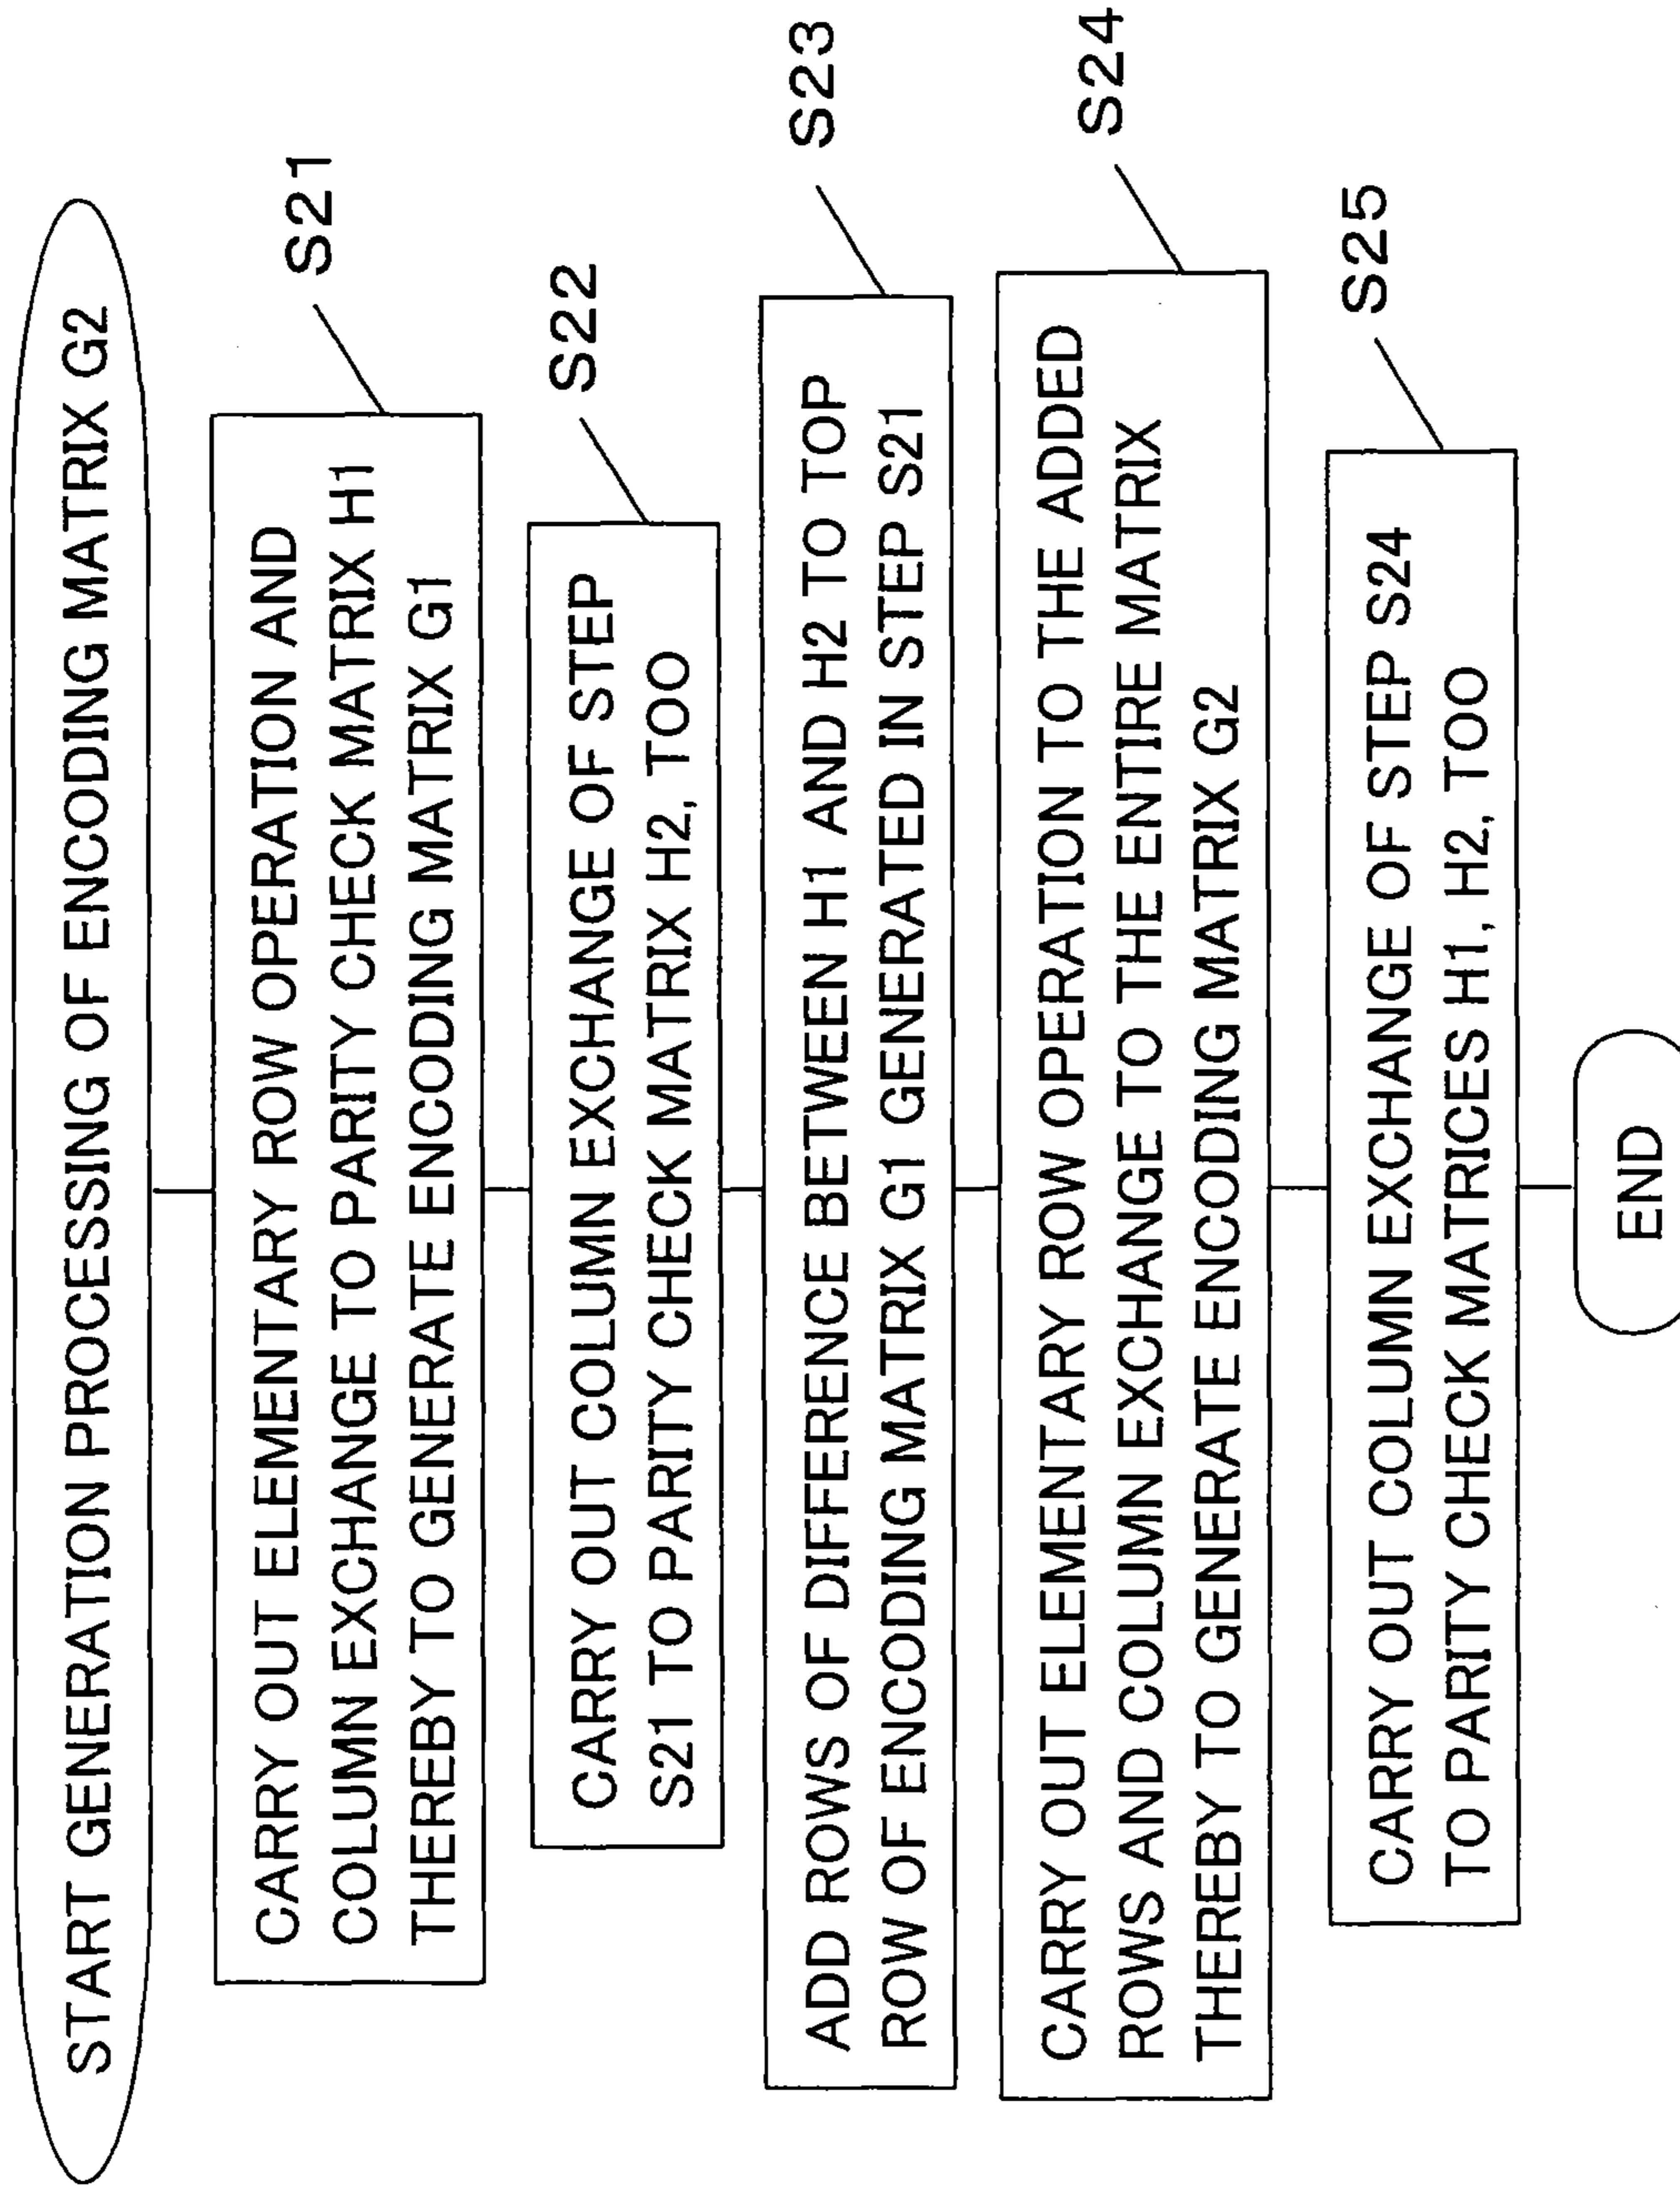 START GENERATION PROCESSING OF ENCODING MATRIX G2
CARRY OUT ELEMENTARY ROW OPERATION AND
COLUMN EXCHANGE TO PARITY CHECK MATRIX H1
THEREBY TO GENERATE ENCODING MATRIX G1
S21
CARRY OUT COLUMN EXCHANGE OF STEP
S21 TO PARITY CHECK MATRIX H2, TOO
S22
ADD ROWS OF DIFFERENCE BETWEEN H1 AND H2 TO TOP
ROW OF ENCODING MATRIX G1 GENERATED IN STEP S21
S23
CARRY OUT ELEMENTARY ROW OPERATION TO THE ADDED
ROWS AND COLUMN EXCHANGE TO THE ENTIRE MATRIX
THEREBY TO GENERATE ENCODING MATRIX G2
S24
CARRY OUT COLUMN EXCHANGE OF STEP S24
TO PARITY CHECK MATRICES H1, H2, TOO
S25
END